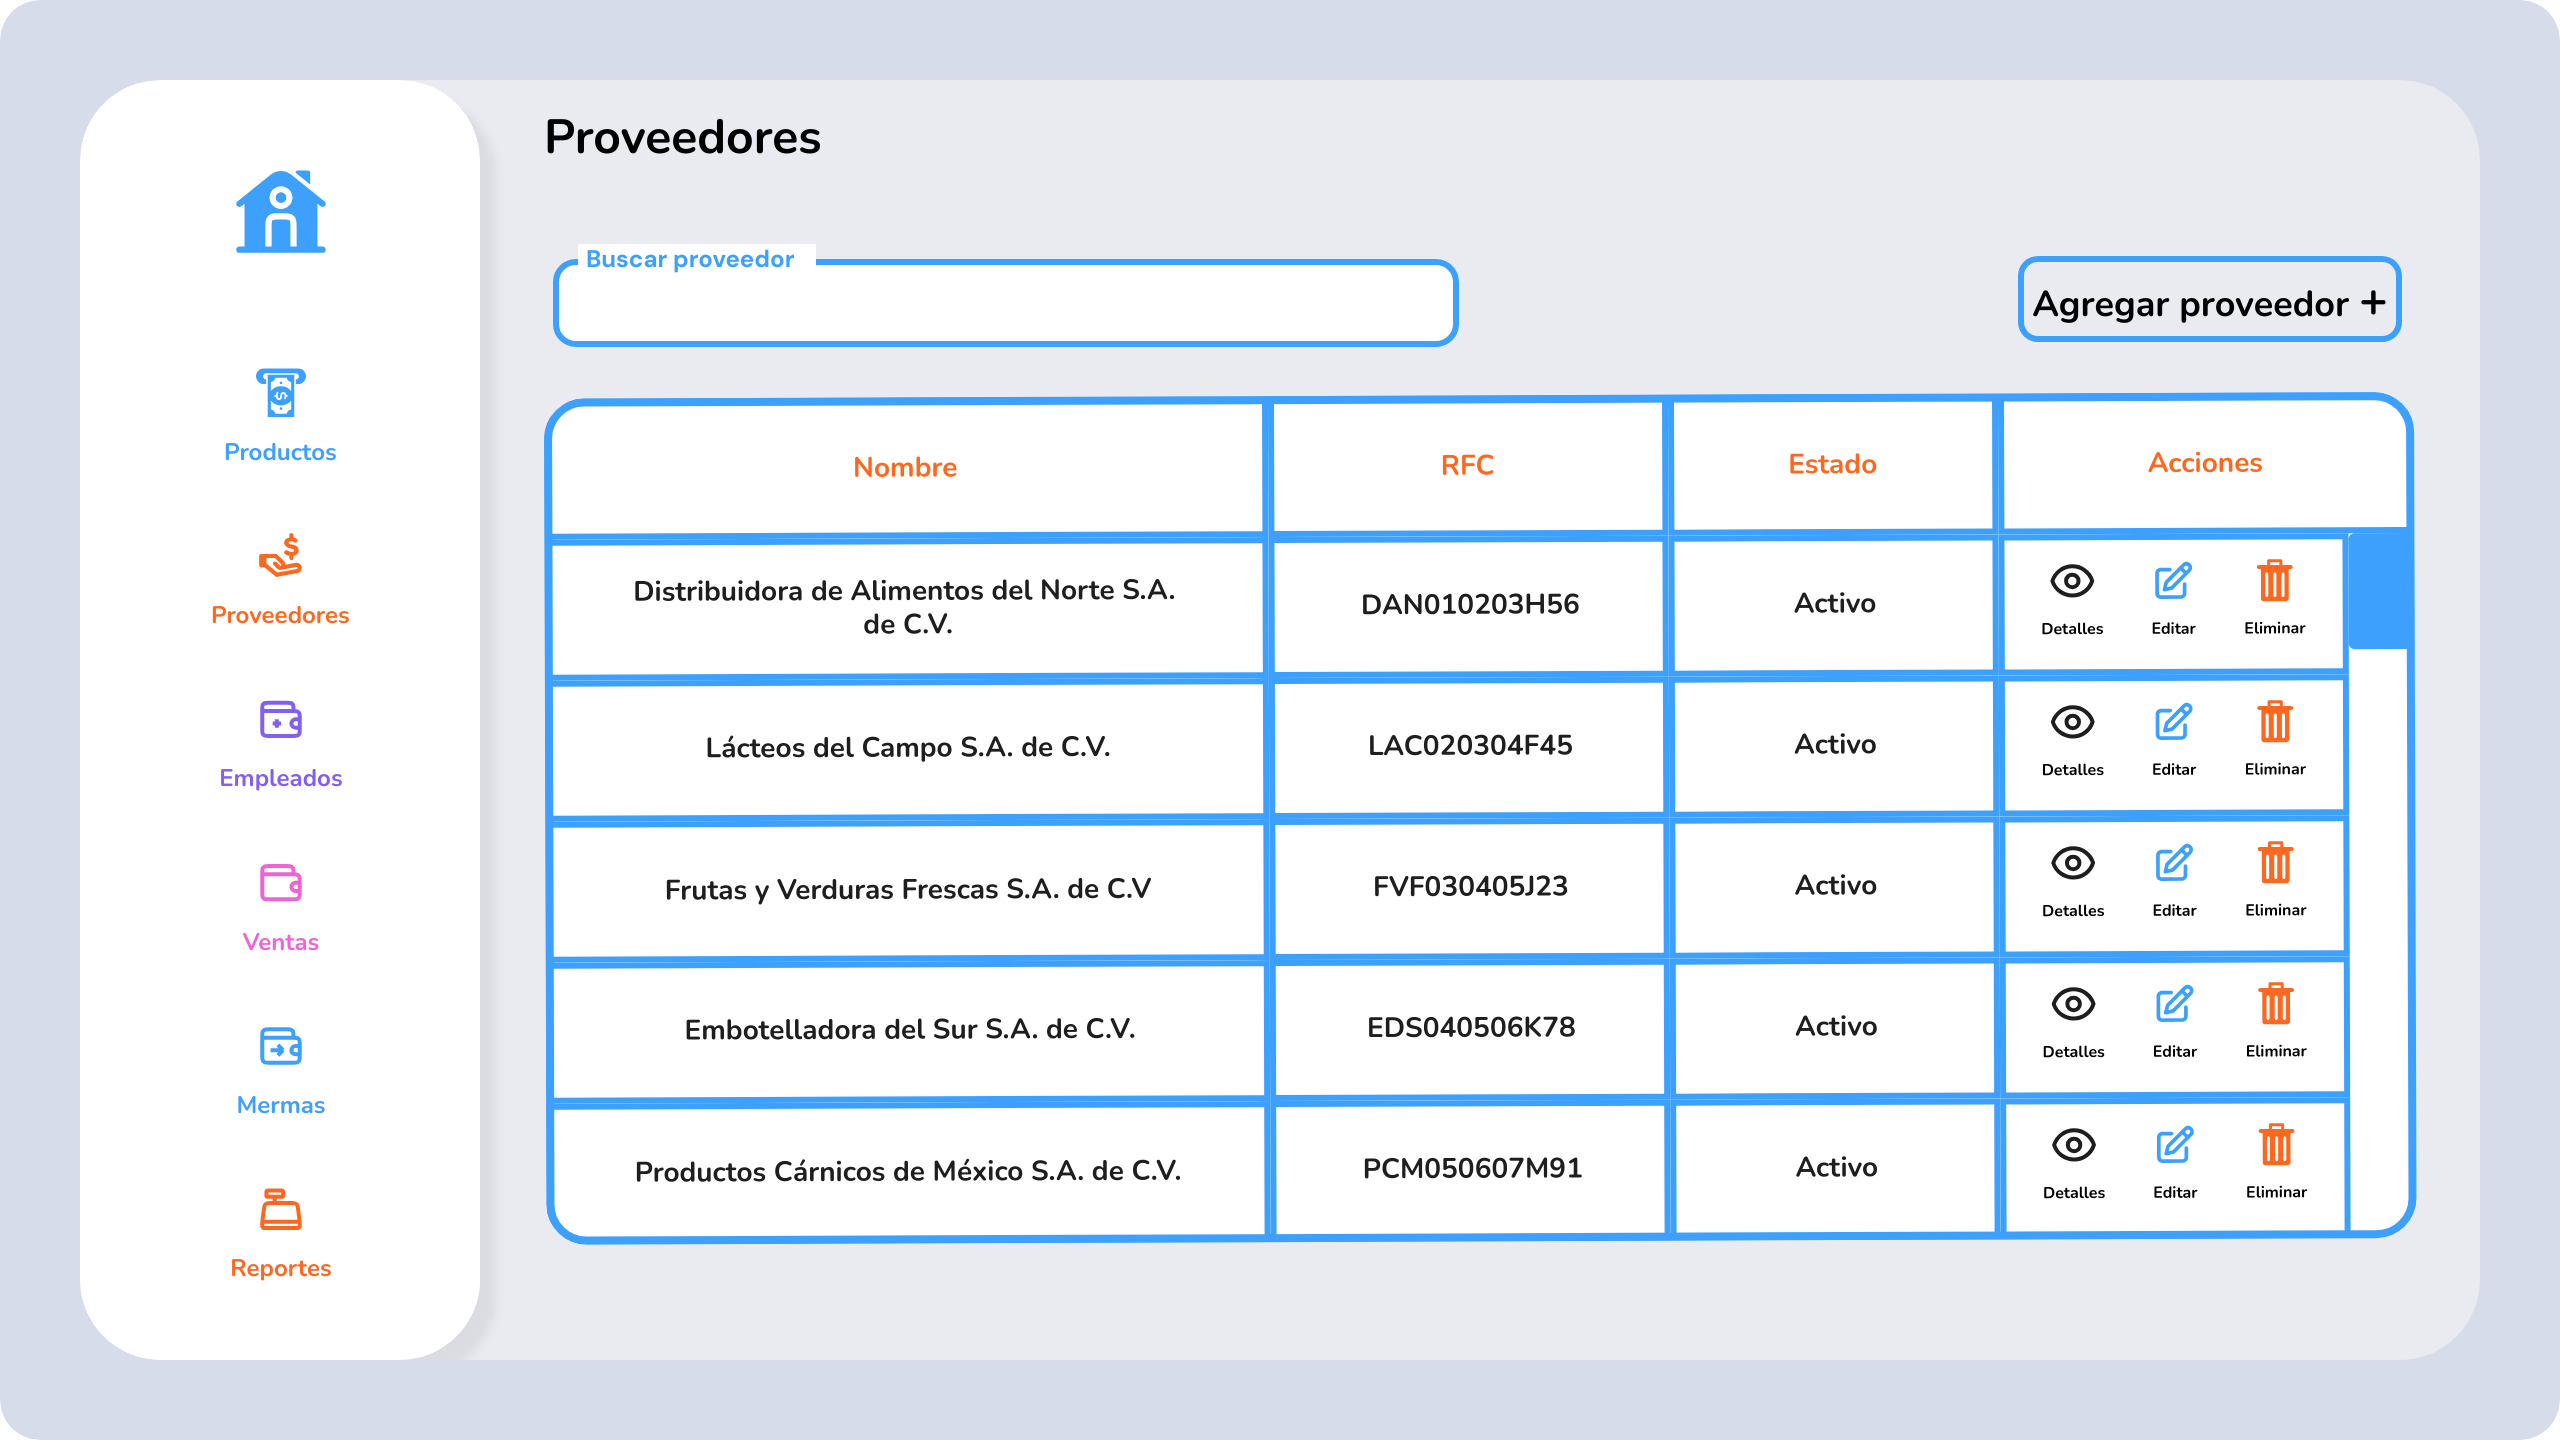 Proveedores
Buscar proveedor
Agregar proveedor +
Productos
Proveedores
Empleados
Ventas
Mermas
Reportes
Nombre RFC Estado Acciones
Distribuidora de Alimentos del Norte S.A.
de C.V.
DAN010203H56 Activo Detalles Editar Eliminar
Lácteos del Campo S.A. de C.V. LAC020304F45 Activo Detalles Editar Eliminar
Frutas y Verduras Frescas S.A. de C.V FVF030405J23 Activo Detalles Editar Eliminar
Embotelladora del Sur S.A. de C.V. EDS040506K78 Activo Detalles Editar Eliminar
Productos Cárnicos de México S.A. de C.V. PCM050607M91 Activo Detalles Editar Eliminar